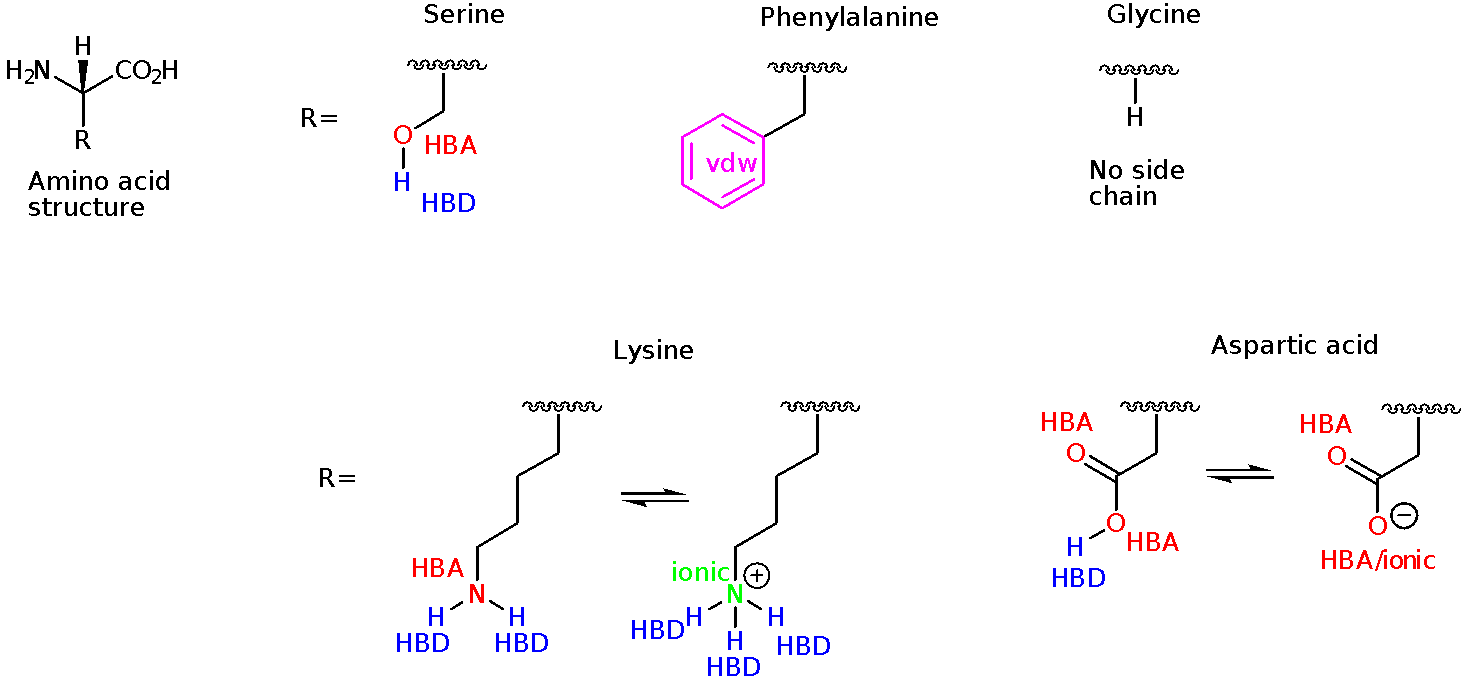 Serine
Phenylalanine
Glycine
H
H₂N
CO₂H
R
Amino acid
structure
R=
O
HBA
H
HBD
vdw
H
No side
chain
Lysine
Aspartic acid
R=
HBA
N
H
H
HBD
HBD
ionic
+
N
H
H
H
HBD
HBD
HBD
HBA
O
O
H
HBA
HBD
HBA
O
O
−
HBA/ionic